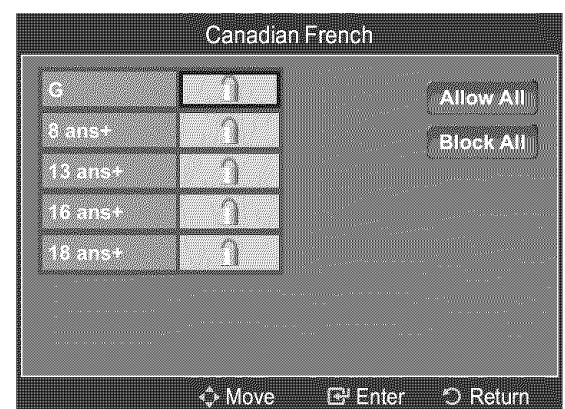 Canadian French
G
Allow All
8 ans+
Block All
13 ans+
16 ans+
18 ans+
Move Enter Return